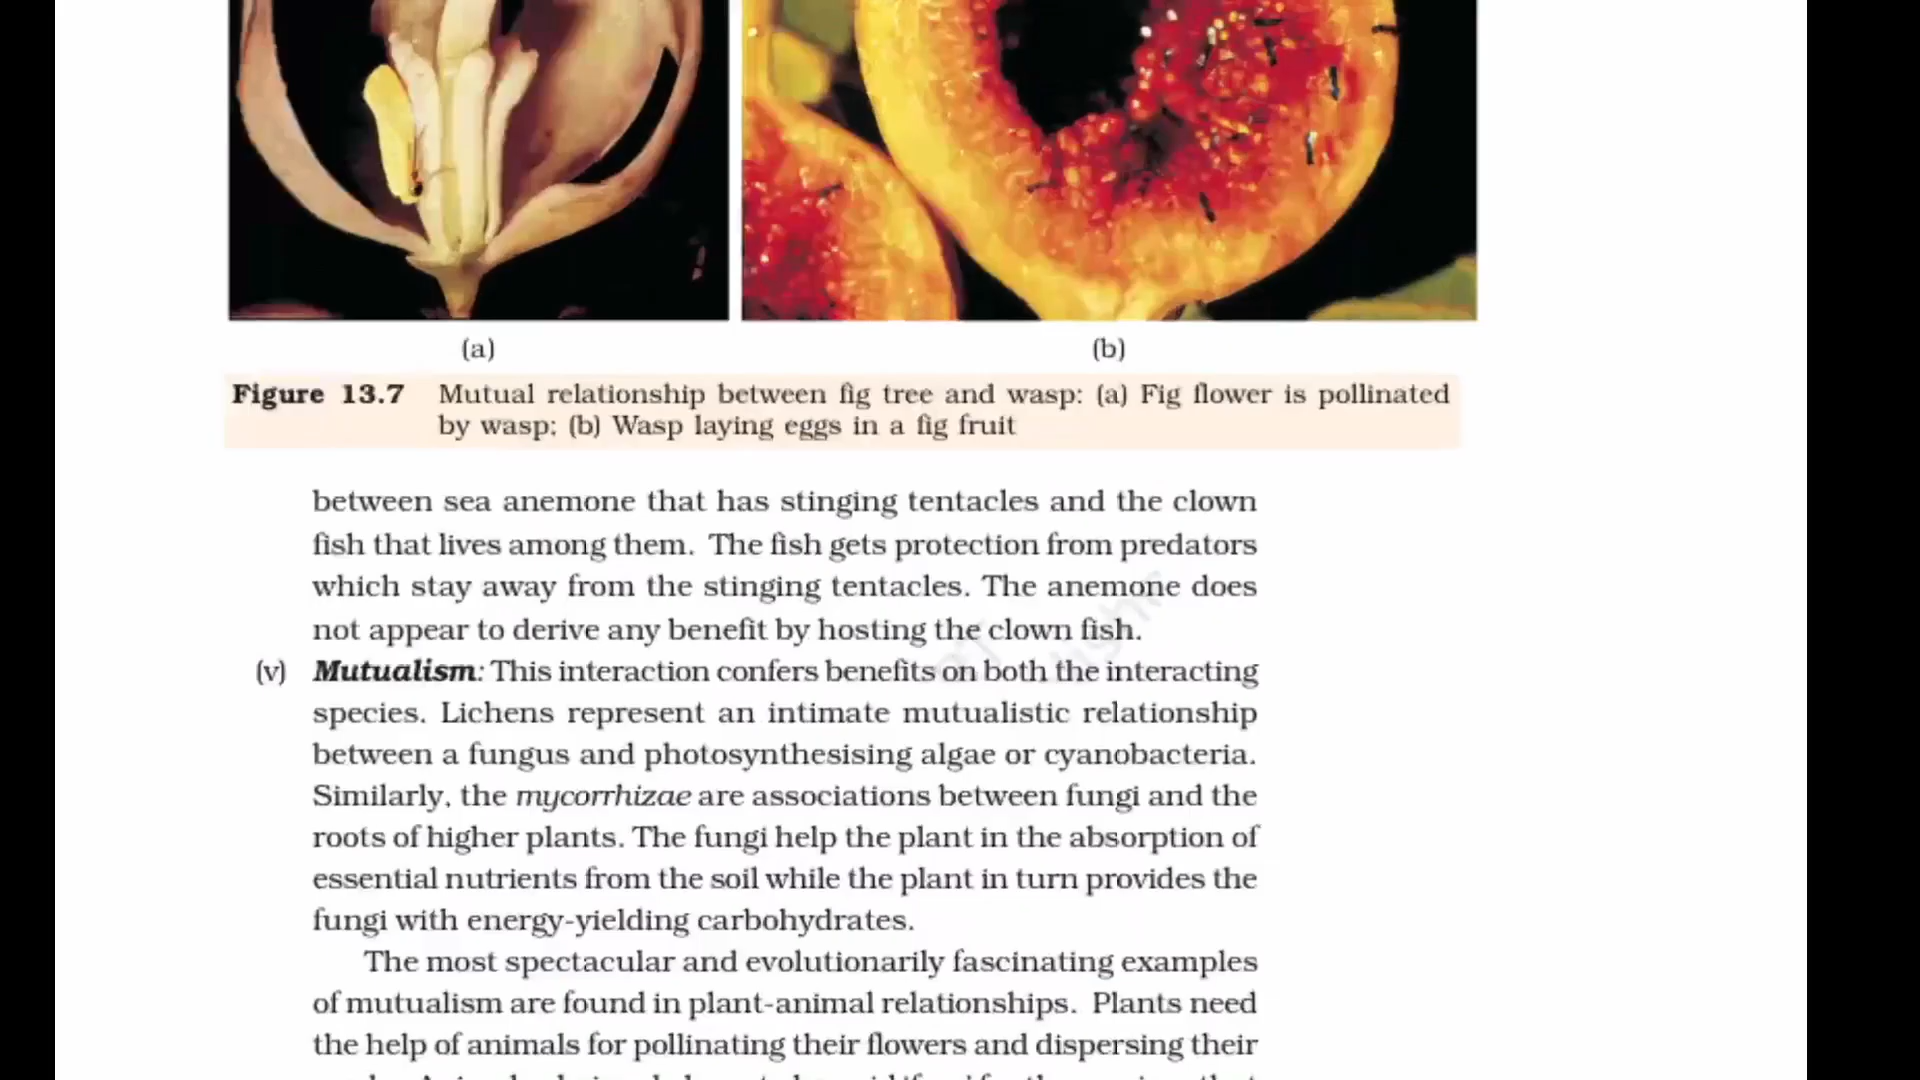 (a)
(b)
Figure 13.7 Mutual relationship between fig tree and wasp: (a) Fig flower is pollinated
by wasp; (b) Wasp laying eggs in a fig fruit
between sea anemone that has stinging tentacles and the clown
fish that lives among them. The fish gets protection from predators
which stay away from the stinging tentacles. The anemone does
not appear to derive any benefit by hosting the clown fish.
(v) Mutualism: This interaction confers benefits on both the interacting
species. Lichens represent an intimate mutualistic relationship
between a fungus and photosynthesising algae or cyanobacteria.
Similarly, the mycorrhizae are associations between fungi and the
roots of higher plants. The fungi help the plant in the absorption of
essential nutrients from the soil while the plant in turn provides the
fungi with energy-yielding carbohydrates.
The most spectacular and evolutionarily fascinating examples
of mutualism are found in plant-animal relationships. Plants need
the help of animals for pollinating their flowers and dispersing their